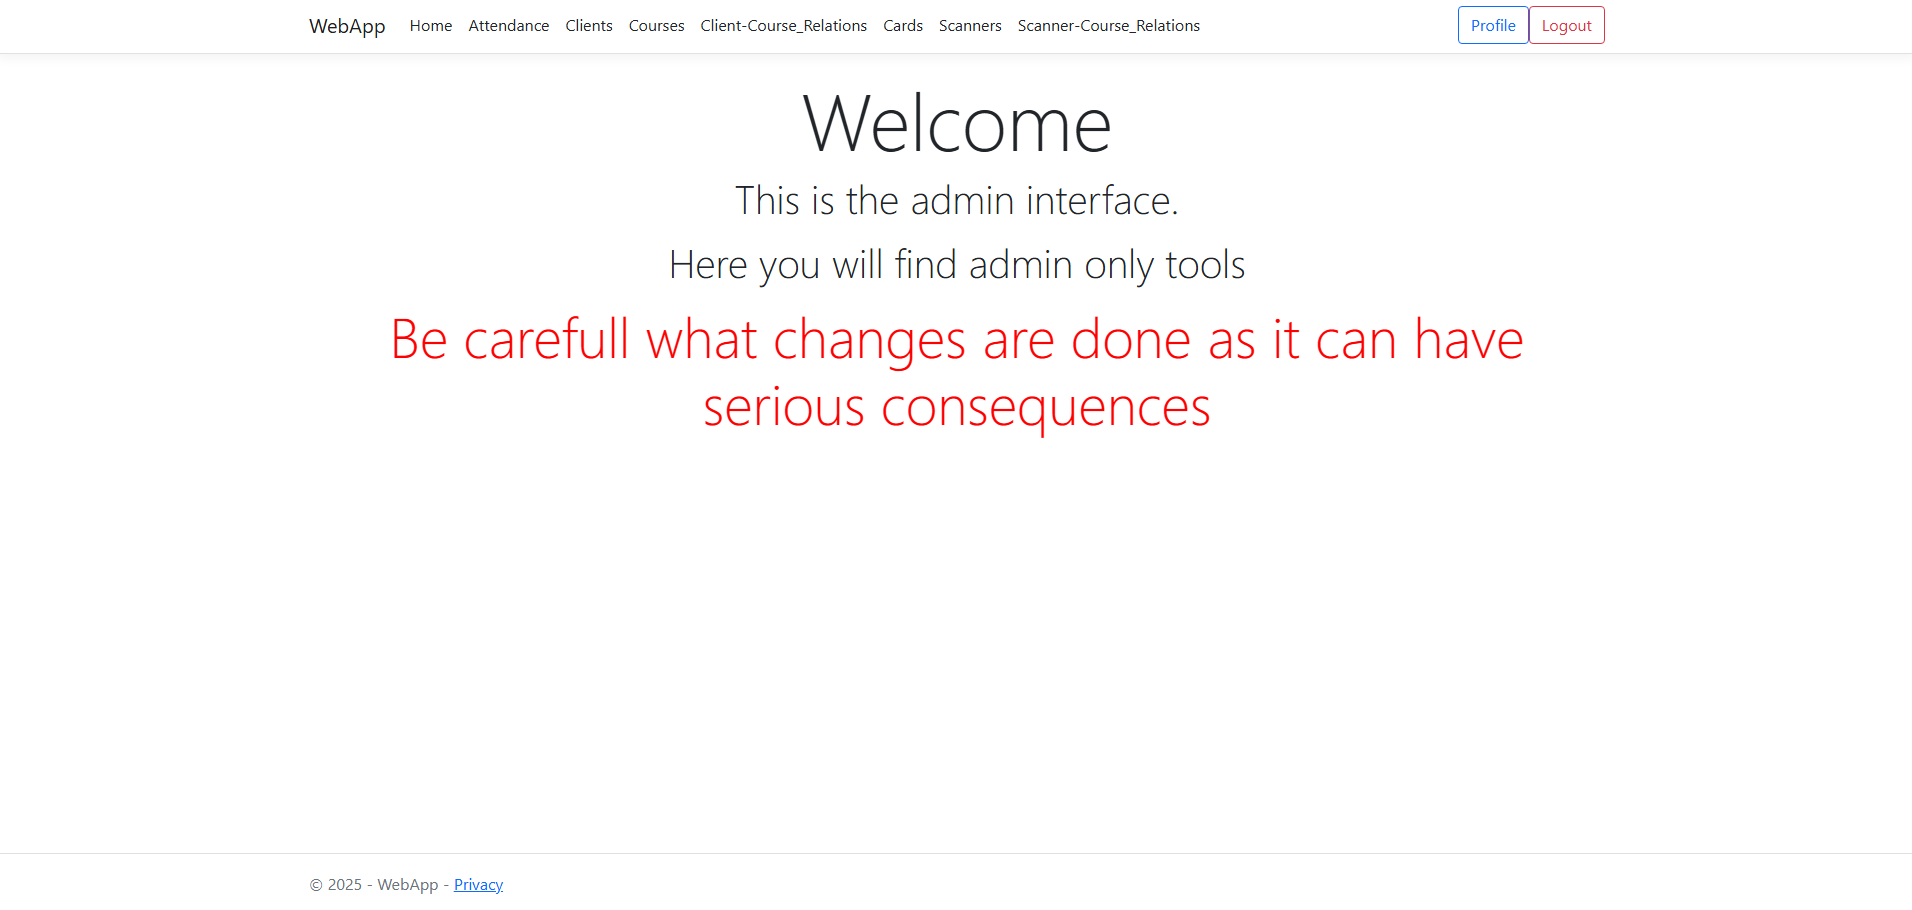 WebApp Home Attendance Clients Courses Client-Course_Relations Cards Scanners Scanner-Course_Relations Profile Logout
Welcome
This is the admin interface.
Here you will find admin only tools
Be carefull what changes are done as it can have
serious consequences
© 2025 - WebApp - Privacy